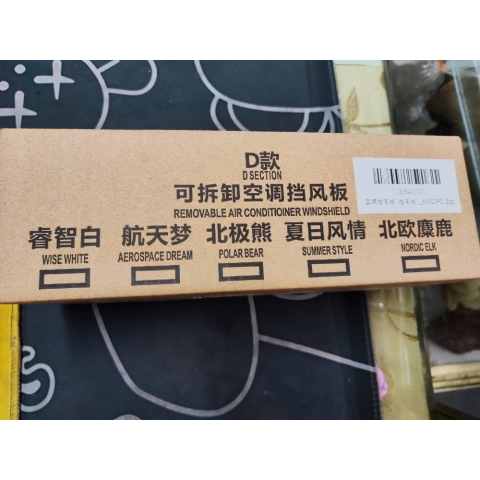 D款
D SECTION
可拆卸空调挡风板
REMOVABLE AIR CONDITIOINER WINDSHIELD
睿智白 航天梦 北极熊 夏日风情 北欧麋鹿
WISE WHITE AEROSPACE DREAM POLAR BEAR SUMMER STYLE NORDIC ELK